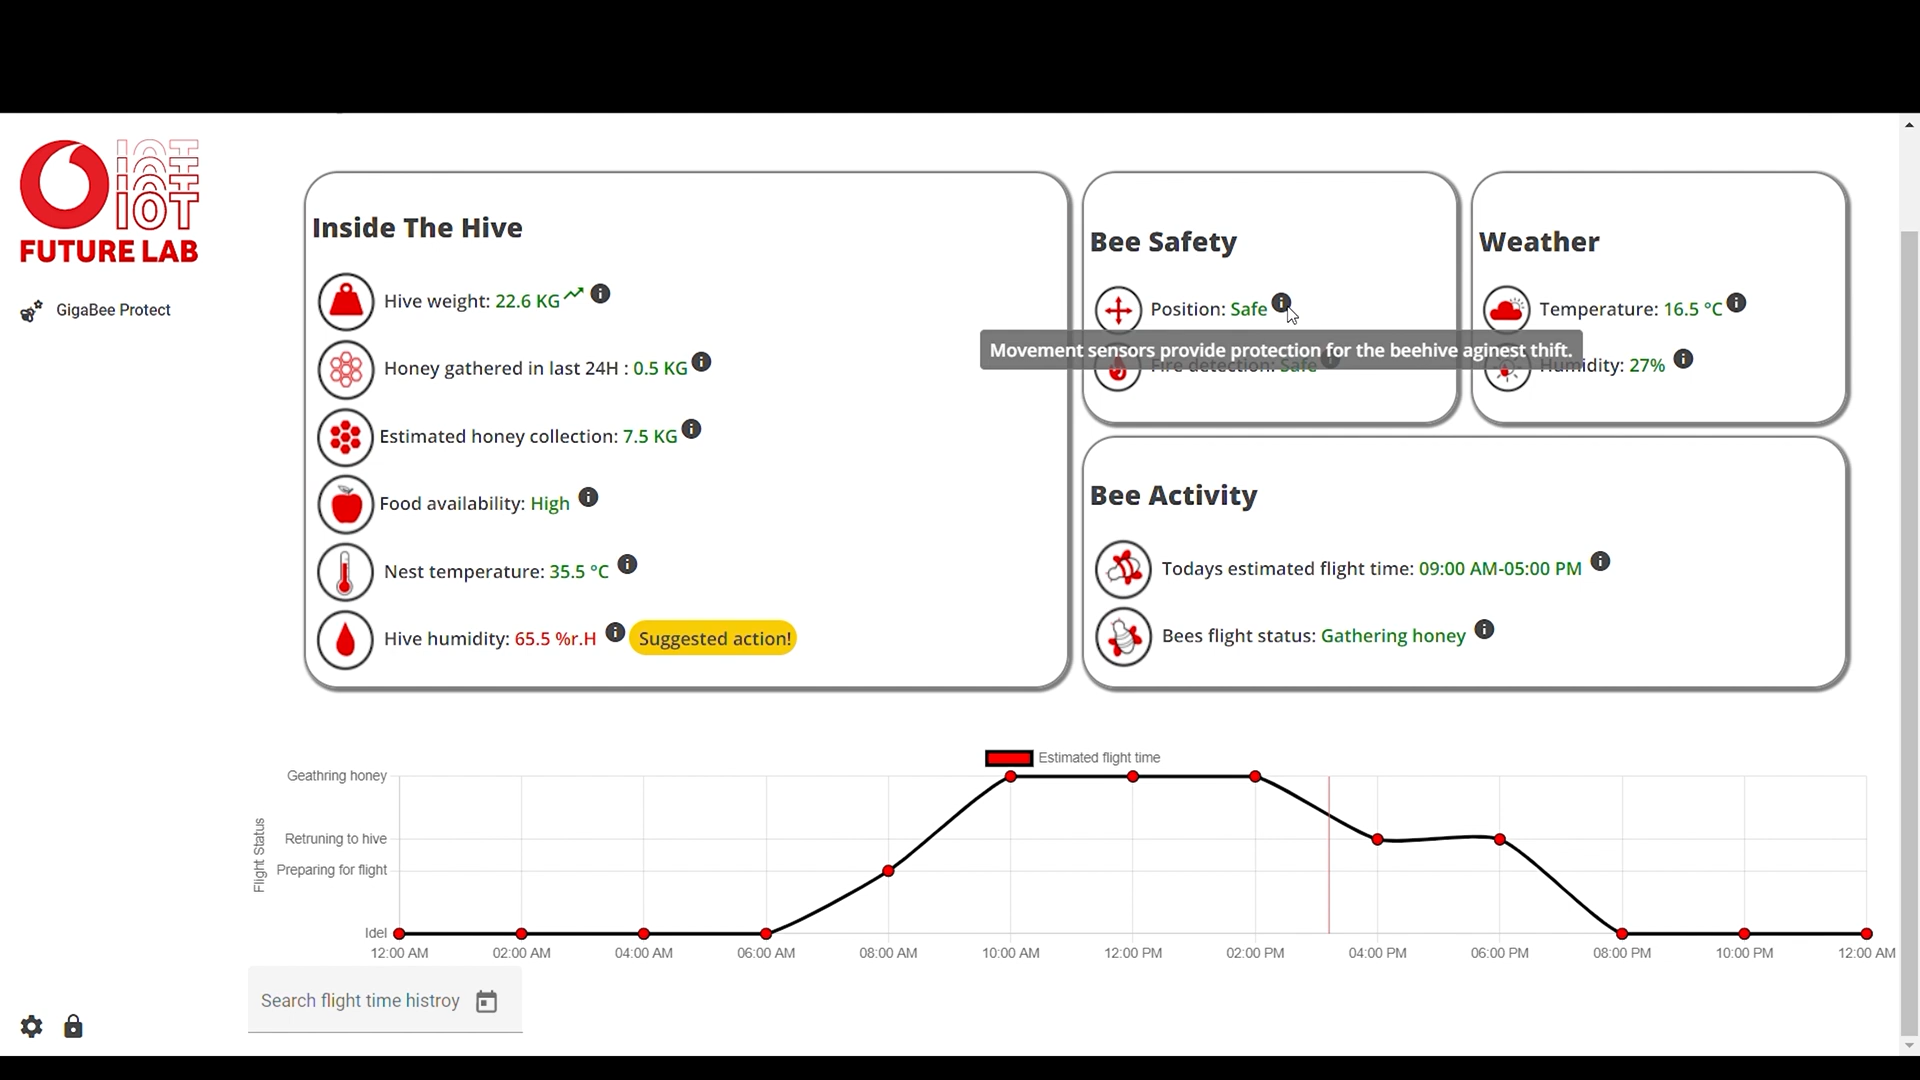 IOT
FUTURE LAB
GigaBee Protect
Inside The Hive
Hive weight: 22.6 KG
Honey gathered in last 24H : 0.5 KG
Estimated honey collection: 7.5 KG
Food availability: High
Nest temperature: 35.5 °C
Hive humidity: 65.5 %r.H Suggested action!
Bee Safety
Position: Safe
Movement sensors provide protection for the beehive aginest thift.
Fire detection: Safe
Weather
Temperature: 16.5 °C
Humidity: 27%
Bee Activity
Todays estimated flight time: 09:00 AM-05:00 PM
Bees flight status: Gathering honey
Estimated flight time
Flight Status
Geathring honey
Retruning to hive
Preparing for flight
Idel
12:00 AM 02:00 AM 04:00 AM 06:00 AM 08:00 AM 10:00 AM 12:00 PM 02:00 PM 04:00 PM 06:00 PM 08:00 PM 10:00 PM 12:00 AM
Search flight time histroy